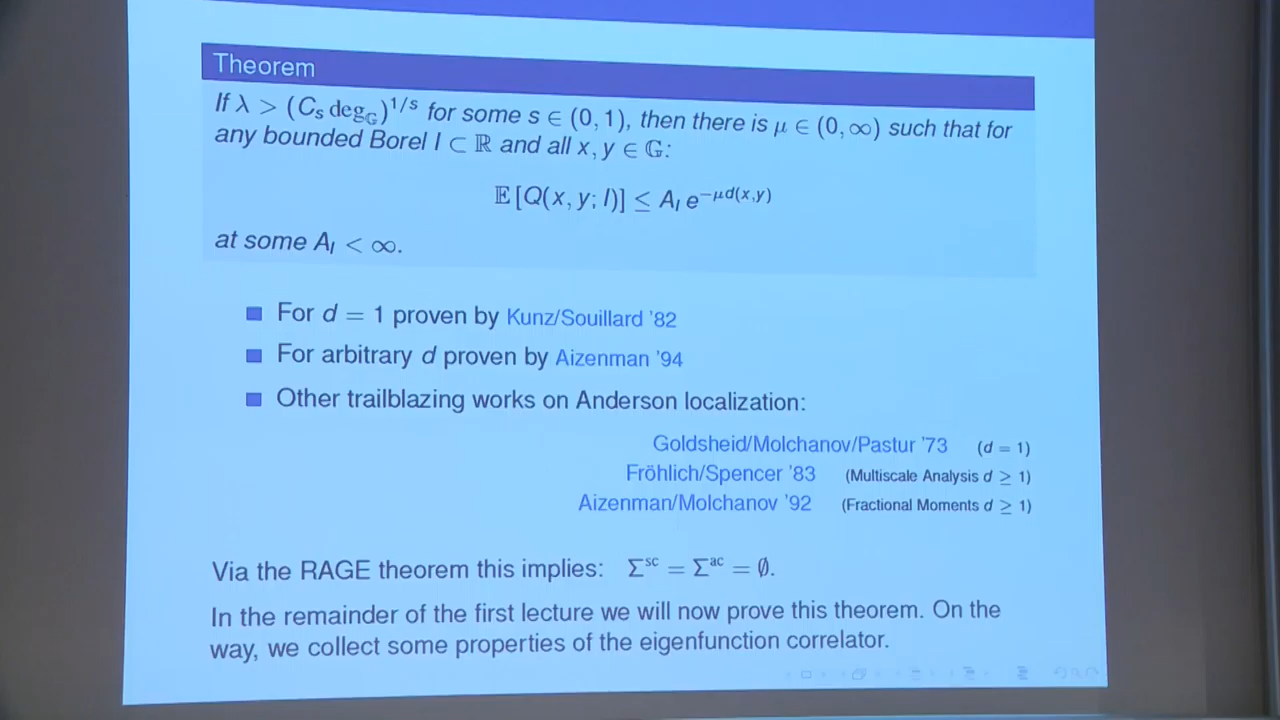 Theorem
If λ > (C_s deg_𝔾)^{1/s} for some s ∈ (0, 1), then there is μ ∈ (0, ∞) such that for
any bounded Borel I ⊂ ℝ and all x, y ∈ 𝔾:
𝔼 [Q(x, y; I)] ≤ A_I e^{−μd(x,y)}
at some A_I < ∞.
For d = 1 proven by Kunz/Souillard '82
For arbitrary d proven by Aizenman '94
Other trailblazing works on Anderson localization:
Goldsheid/Molchanov/Pastur '73 (d = 1)
Fröhlich/Spencer '83 (Multiscale Analysis d ≥ 1)
Aizenman/Molchanov '92 (Fractional Moments d ≥ 1)
Via the RAGE theorem this implies: Σ^{sc} = Σ^{ac} = ∅.
In the remainder of the first lecture we will now prove this theorem. On the
way, we collect some properties of the eigenfunction correlator.